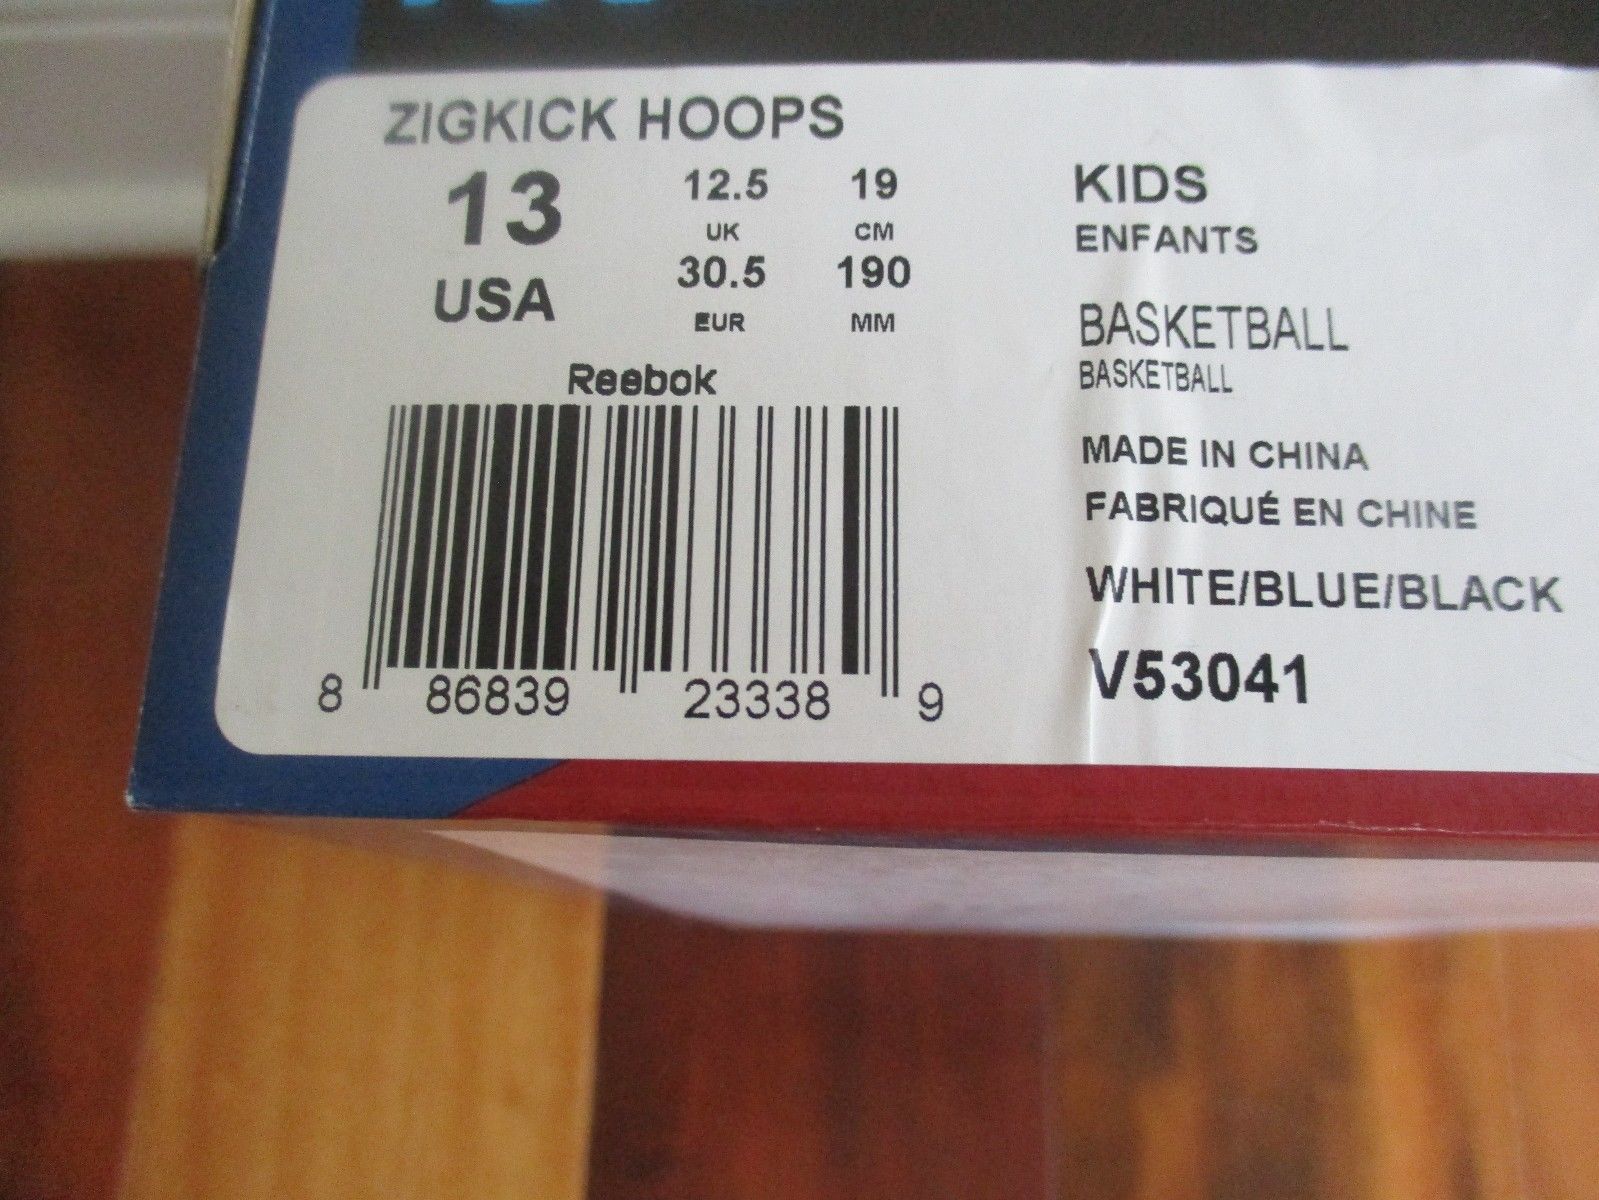 ZIGKICK HOOPS
13
USA
12.5 19
UK CM
30.5 190
EUR MM
Reebok
8 86839 23338 9
KIDS
ENFANTS
BASKETBALL
BASKETBALL
MADE IN CHINA
FABRIQUÉ EN CHINE
WHITE/BLUE/BLACK
V53041